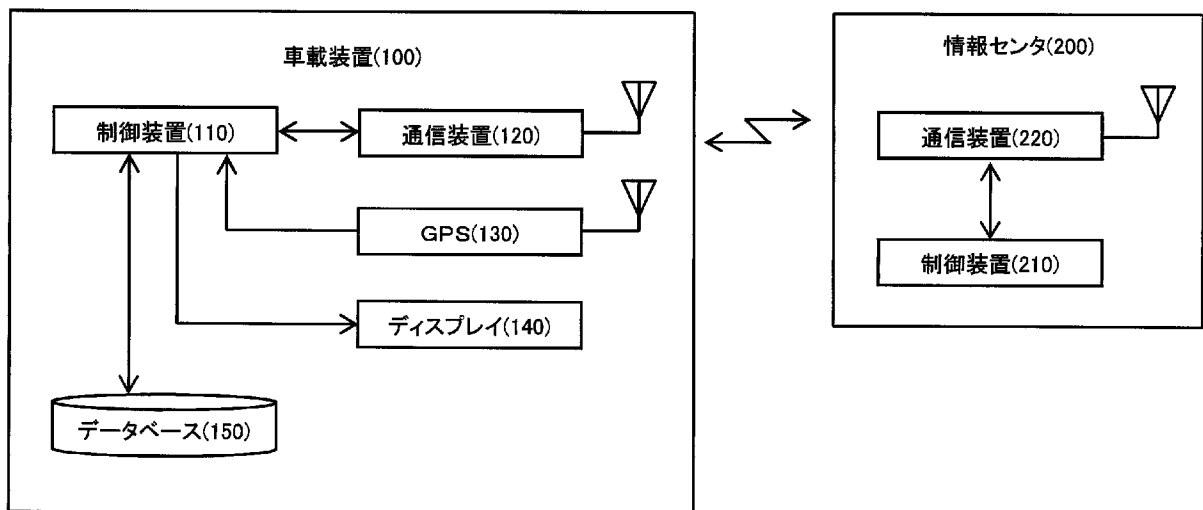 車載装置(100)
制御装置(110)
通信装置(120)
GPS(130)
ディスプレイ(140)
データベース(150)
情報センタ(200)
通信装置(220)
制御装置(210)